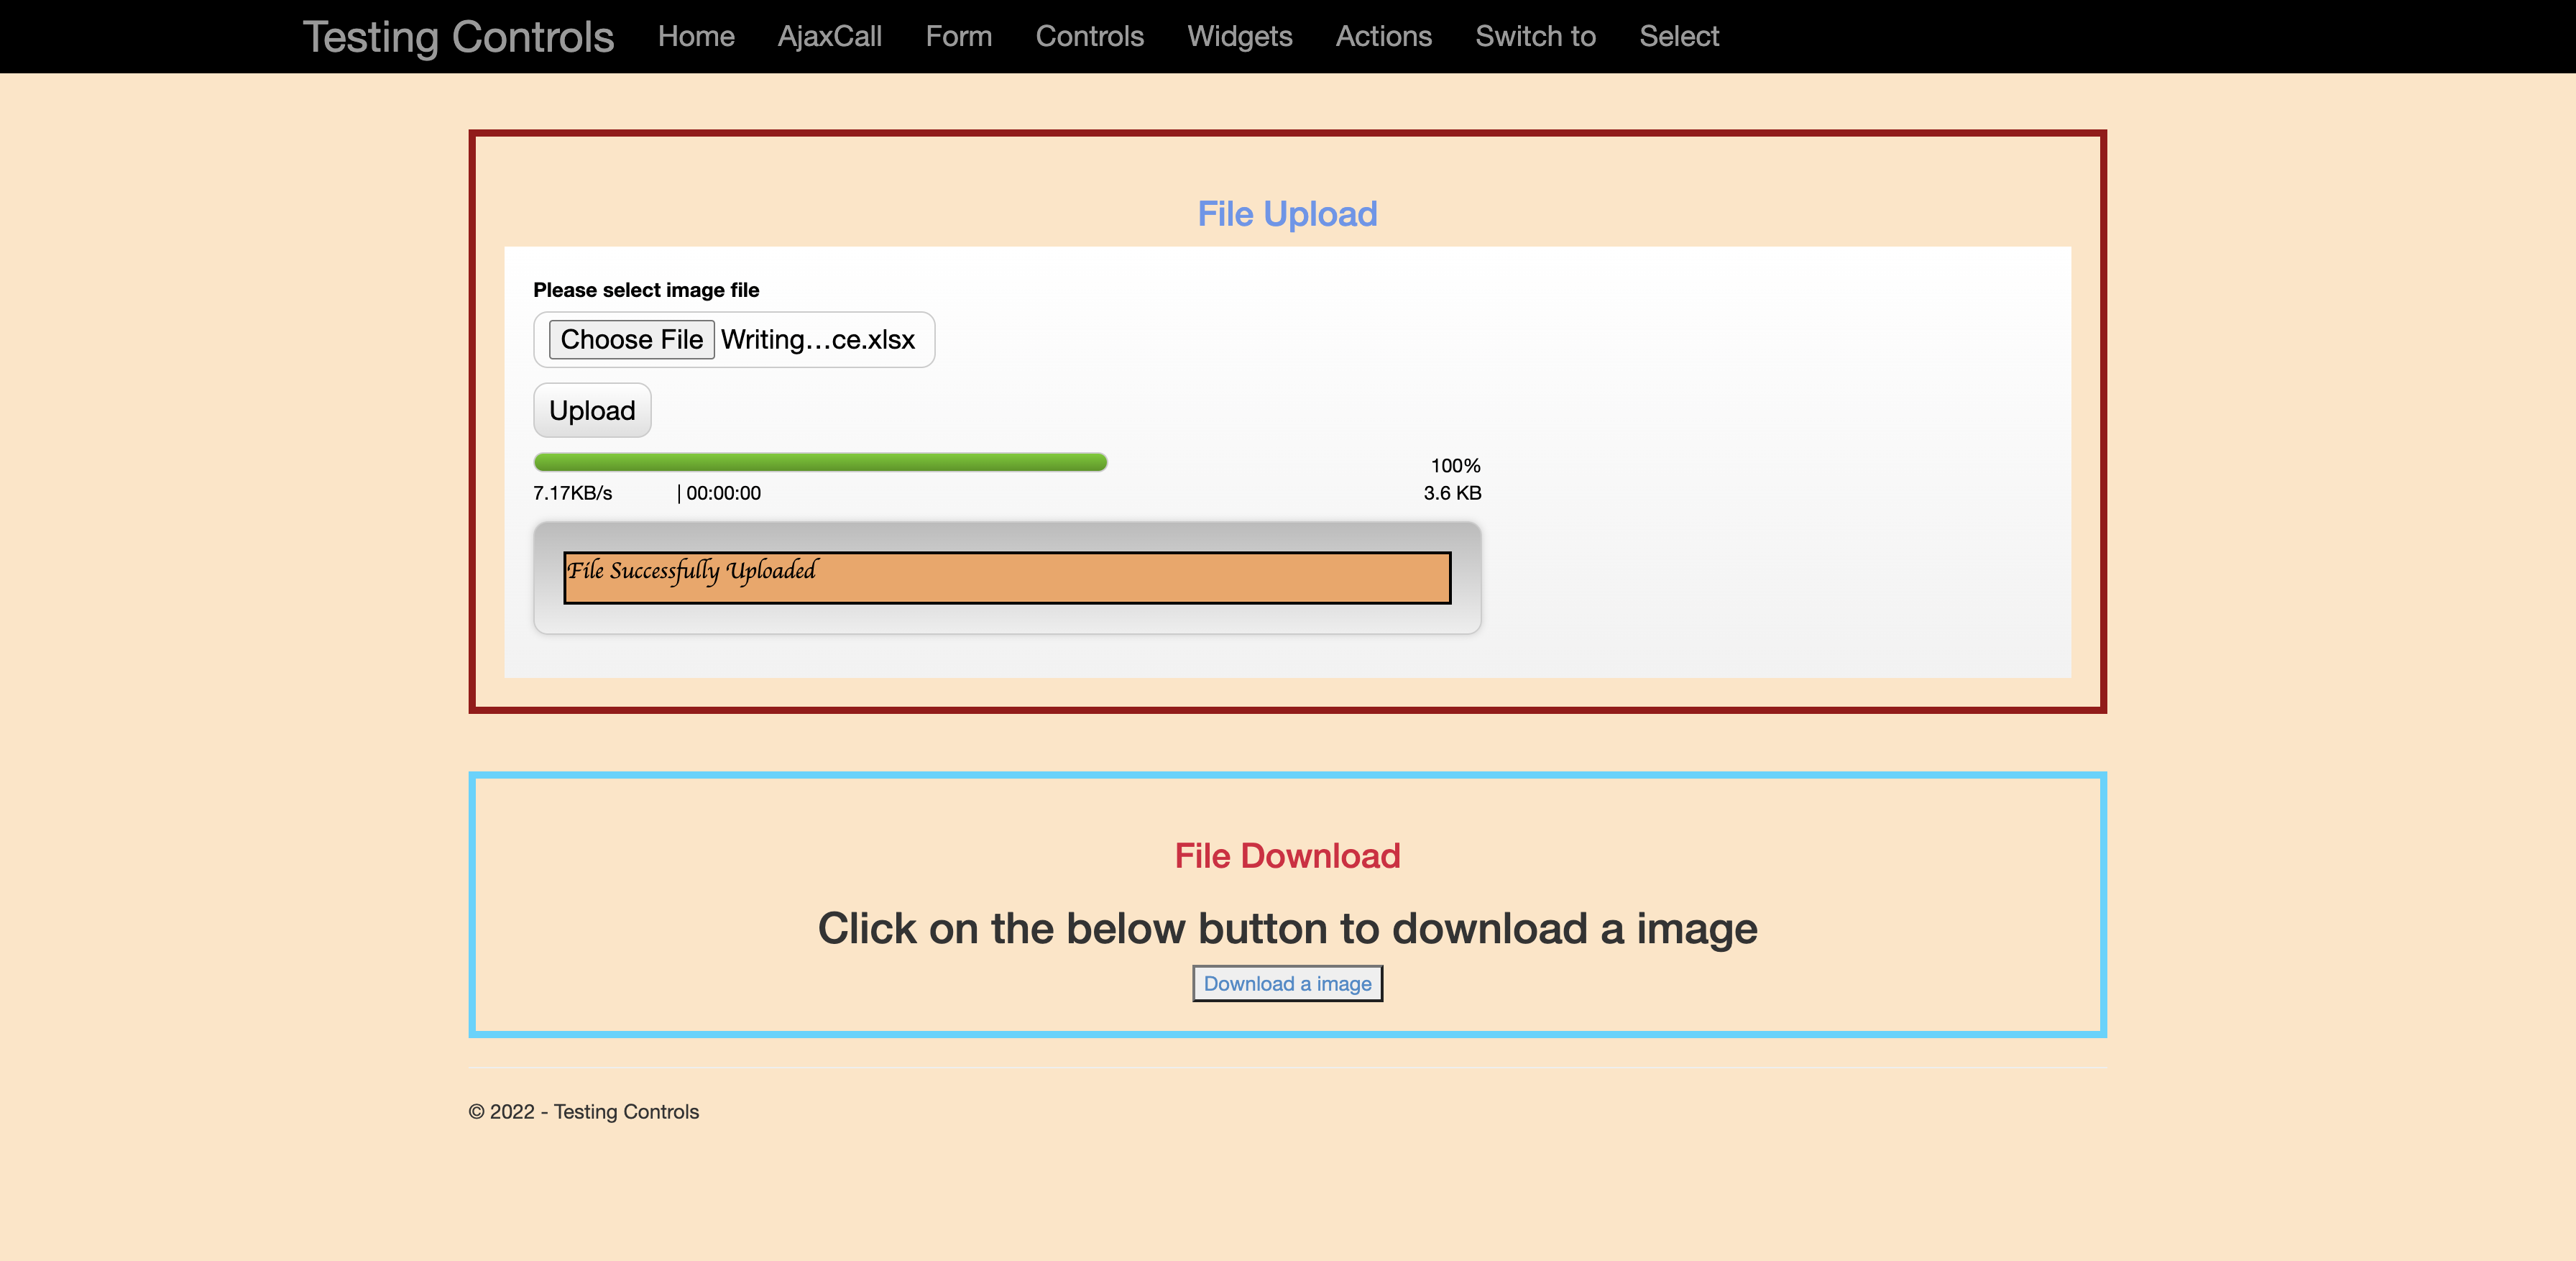 Testing Controls Home AjaxCall Form Controls Widgets Actions Switch to Select
File Upload
Please select image file
Choose File Writing...ce.xlsx
Upload
100%
7.17KB/s | 00:00:00 3.6 KB
File Successfully Uploaded
File Download
Click on the below button to download a image
Download a image
© 2022 - Testing Controls